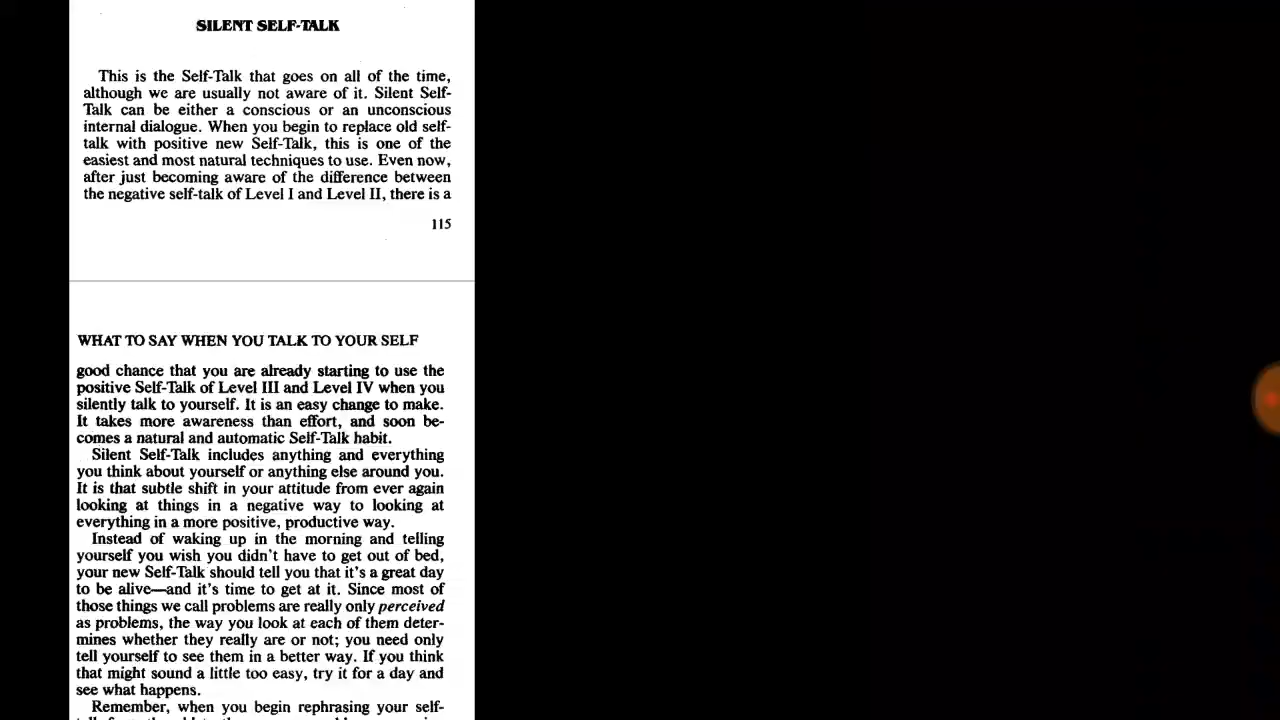 SILENT SELF-TALK
This is the Self-Talk that goes on all of the time,
although we are usually not aware of it. Silent Self-
Talk can be either a conscious or an unconscious
internal dialogue. When you begin to replace old self-
talk with positive new Self-Talk, this is one of the
easiest and most natural techniques to use. Even now,
after just becoming aware of the difference between
the negative self-talk of Level I and Level II, there is a
115
WHAT TO SAY WHEN YOU TALK TO YOUR SELF
good chance that you are already starting to use the
positive Self-Talk of Level III and Level IV when you
silently talk to yourself. It is an easy change to make.
It takes more awareness than effort, and soon be-
comes a natural and automatic Self-Talk habit.
Silent Self-Talk includes anything and everything
you think about yourself or anything else around you.
It is that subtle shift in your attitude from ever again
looking at things in a negative way to looking at
everything in a more positive, productive way.
Instead of waking up in the morning and telling
yourself you wish you didn't have to get out of bed,
your new Self-Talk should tell you that it's a great day
to be alive—and it's time to get at it. Since most of
those things we call problems are really only perceived
as problems, the way you look at each of them deter-
mines whether they really are or not; you need only
tell yourself to see them in a better way. If you think
that might sound a little too easy, try it for a day and
see what happens.
Remember, when you begin rephrasing your self-